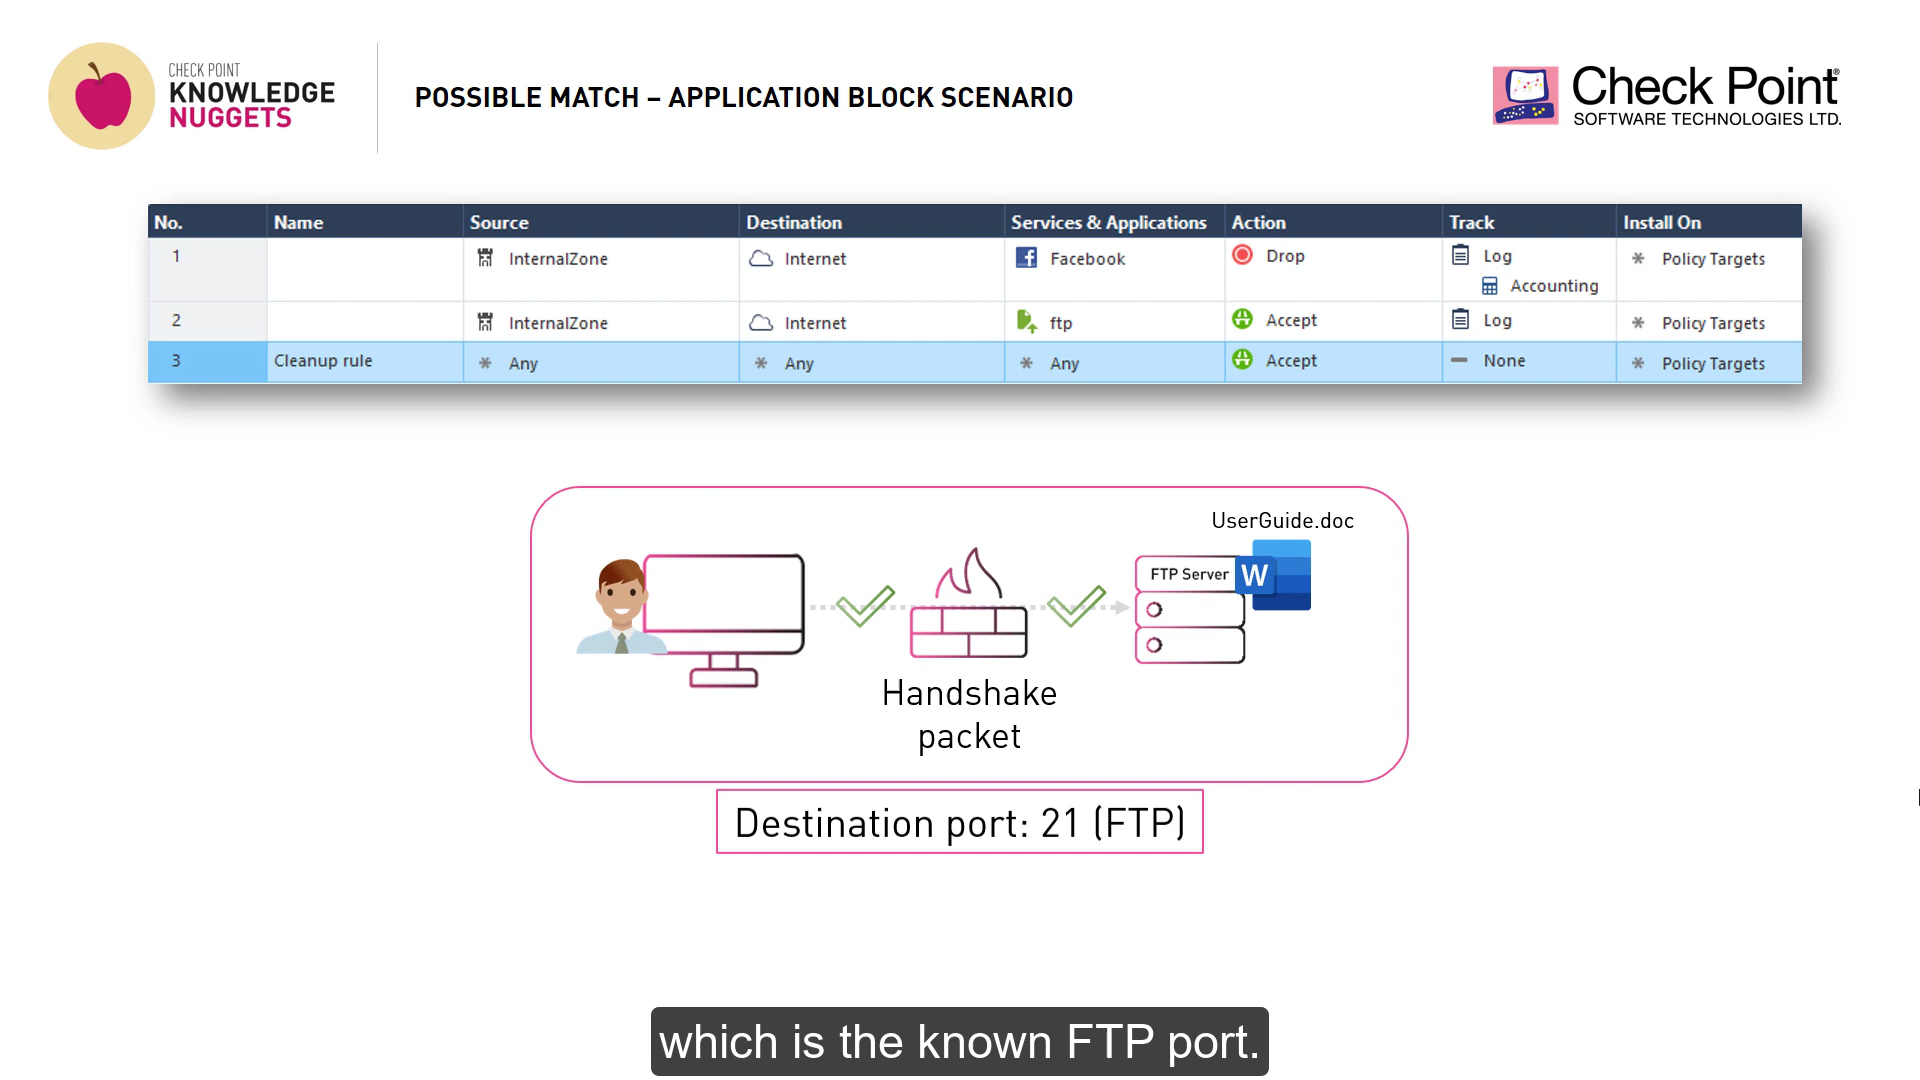 CHECK POINT
KNOWLEDGE
NUGGETS
POSSIBLE MATCH – APPLICATION BLOCK SCENARIO
Check Point®
SOFTWARE TECHNOLOGIES LTD.
No. Name Source Destination Services & Applications Action Track Install On
1 InternalZone Internet Facebook Drop Log Policy Targets
Accounting
2 InternalZone Internet ftp Accept Log Policy Targets
3 Cleanup rule * Any * Any * Any Accept None * Policy Targets
UserGuide.doc
FTP Server W
Handshake
packet
Destination port: 21 (FTP)
which is the known FTP port.